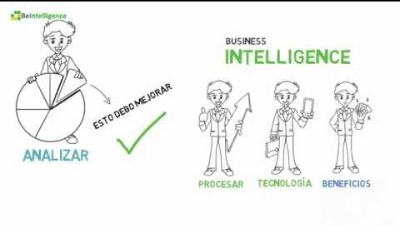 BeIntelligence
ESTO DEBO MEJORAR
ANALIZAR
BUSINESS
INTELLIGENCE
PROCESAR
TECNOLOGÍA
BENEFICIOS